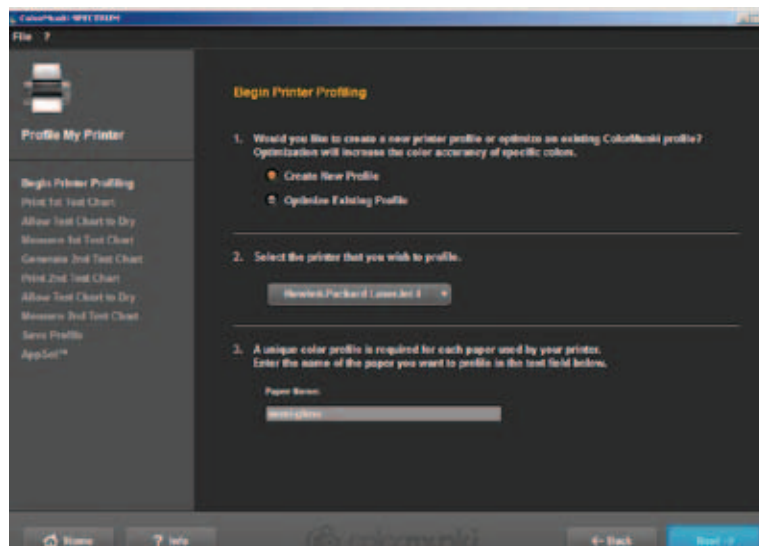 ColorMunki SPECTRUM
File ?
Profile My Printer
Begin Printer Profiling
Print 1st Test Chart
Allow Test Chart to Dry
Measure 1st Test Chart
Generate 2nd Test Chart
Print 2nd Test Chart
Allow Test Chart to Dry
Measure 2nd Test Chart
Save Profile
AppSet™
Begin Printer Profiling
1. Would you like to create a new printer profile or optimize an existing ColorMunki profile?
Optimization will increase the color accuracy of specific colors.
Create New Profile
Optimize Existing Profile
2. Select the printer that you wish to profile.
Hewlett-Packard LaserJet 4
3. A unique color profile is required for each paper used by your printer.
Enter the name of the paper you want to profile in the text field below.
Paper Name:
semi-gloss
Home
? Info
colormunki
← Back
Next →